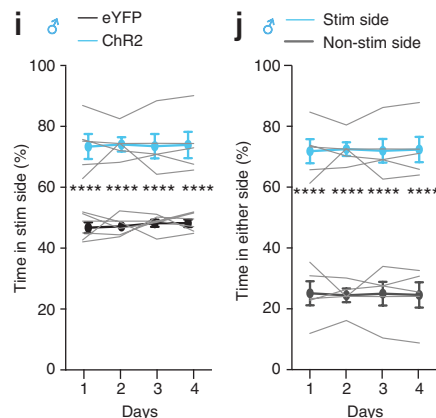 i
♂
eYFP
ChR2
Time in stim side (%)
100
80
60
40
20
0
**** **** **** ****
1 2 3 4
Days
j
♂
Stim side
Non-stim side
Time in either side (%)
100
80
60
40
20
0
**** **** **** ****
1 2 3 4
Days